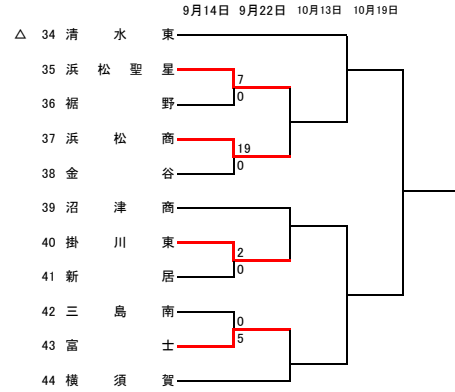 9月14日 9月22日 10月13日 10月19日
△ 34 清水東
35 浜松聖星
7
0
36 裾野
37 浜松商
19
0
38 金谷
39 沼津商
40 掛川東
2
0
41 新居
42 三島南
0
5
43 富士
44 横須賀